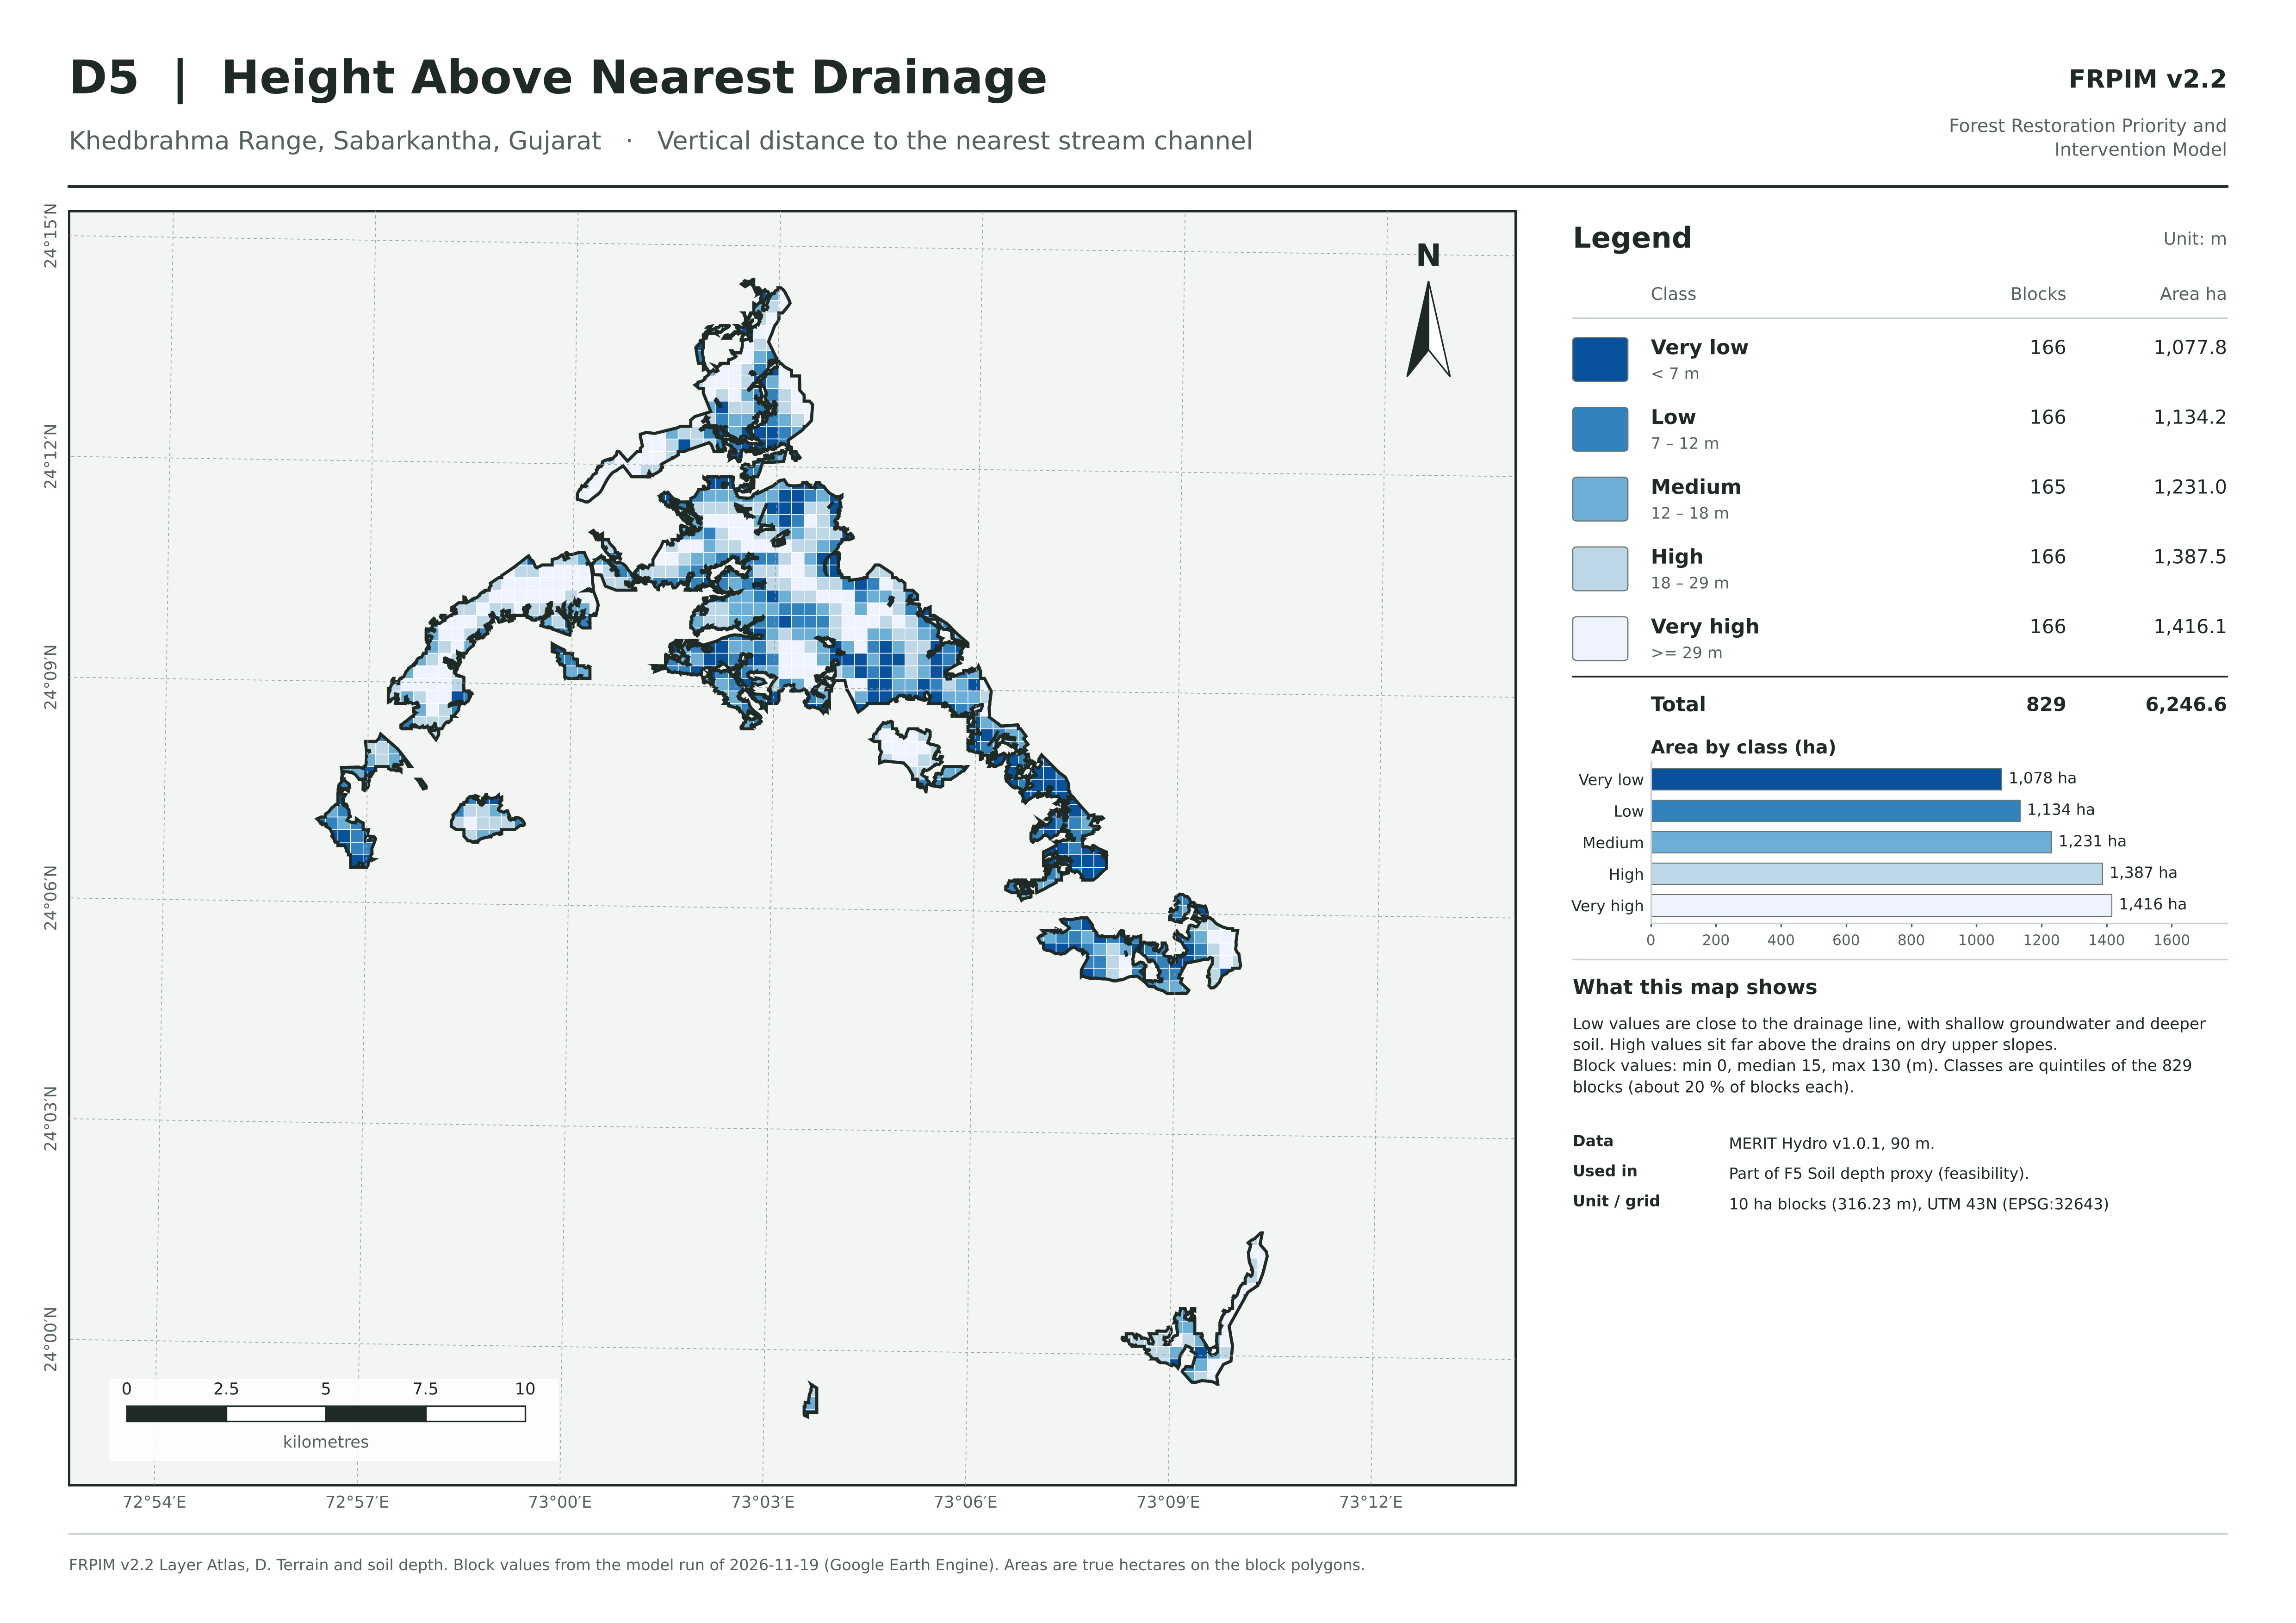 D5 | Height Above Nearest Drainage
FRPIM v2.2
Khedbrahma Range, Sabarkantha, Gujarat · Vertical distance to the nearest stream channel
Forest Restoration Priority and
Intervention Model
24°15′N
24°12′N
24°09′N
24°06′N
24°03′N
24°00′N
N
0 2.5 5 7.5 10
kilometres
72°54′E 72°57′E 73°00′E 73°03′E 73°06′E 73°09′E 73°12′E
Legend Unit: m
Class Blocks Area ha
Very low 166 1,077.8
< 7 m
Low 166 1,134.2
7 – 12 m
Medium 165 1,231.0
12 – 18 m
High 166 1,387.5
18 – 29 m
Very high 166 1,416.1
>= 29 m
Total 829 6,246.6
Area by class (ha)
Very low 1,078 ha
Low 1,134 ha
Medium 1,231 ha
High 1,387 ha
Very high 1,416 ha
0 200 400 600 800 1000 1200 1400 1600
What this map shows
Low values are close to the drainage line, with shallow groundwater and deeper
soil. High values sit far above the drains on dry upper slopes.
Block values: min 0, median 15, max 130 (m). Classes are quintiles of the 829
blocks (about 20 % of blocks each).
Data MERIT Hydro v1.0.1, 90 m.
Used in Part of F5 Soil depth proxy (feasibility).
Unit / grid 10 ha blocks (316.23 m), UTM 43N (EPSG:32643)
FRPIM v2.2 Layer Atlas, D. Terrain and soil depth. Block values from the model run of 2026-11-19 (Google Earth Engine). Areas are true hectares on the block polygons.